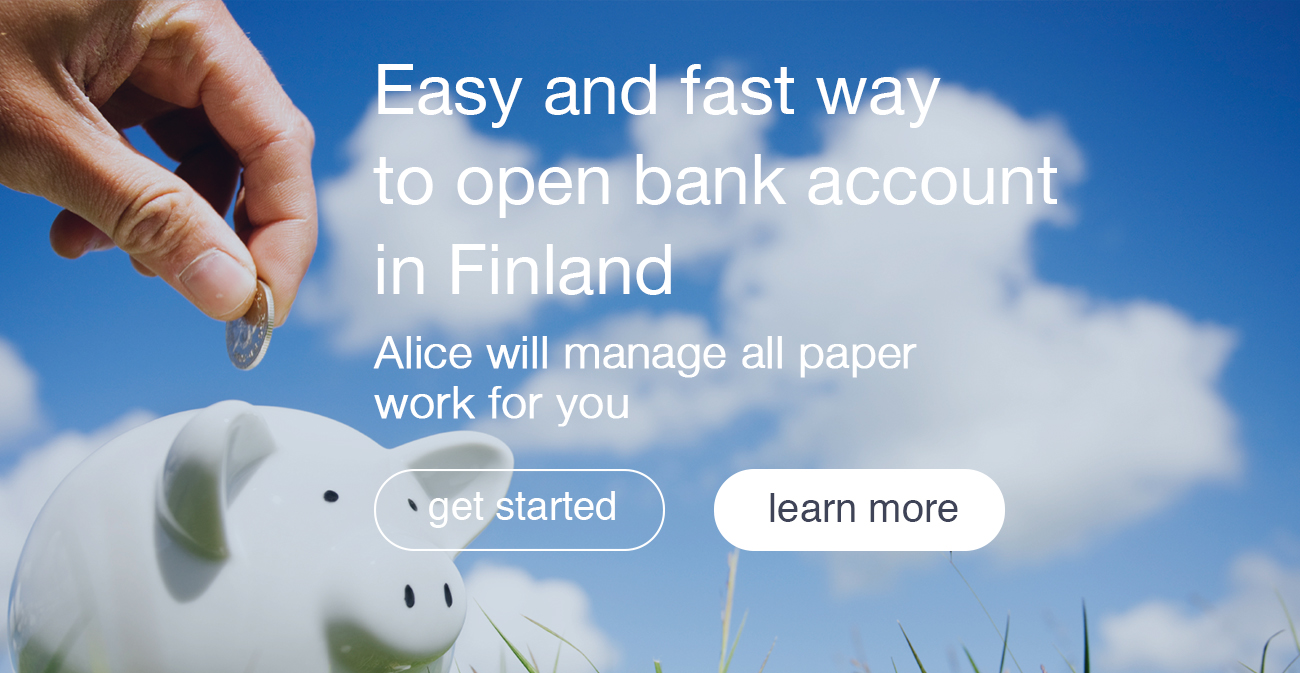 Easy and fast way
to open bank account
in Finland
Alice will manage all paper
work for you
get started
learn more